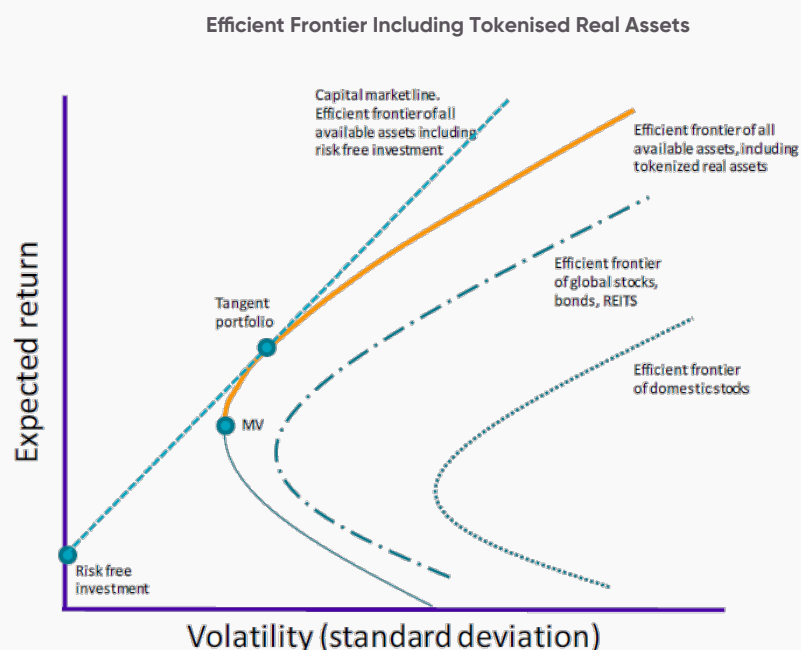 Efficient Frontier Including Tokenised Real Assets
Capital market line.
Efficient frontier of all
available assets including
risk free investment
Efficient frontier of all
available assets, including
tokenized real assets
Efficient frontier
of global stocks,
bonds, REITS
Tangent
portfolio
Efficient frontier
of domestic stocks
MV
Risk free
investment
Expected return
Volatility (standard deviation)